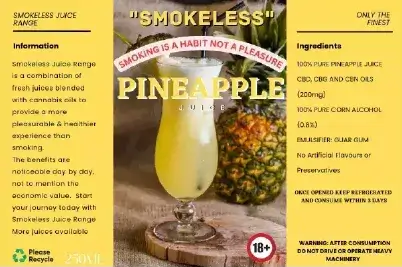 SMOKELESS JUICE
RANGE
Information
Smokeless Juice Range
is a combination of
fresh juices blended
with cannabis oils to
provide a more
pleasurable & healthier
experience than
smoking.
The benefits are
noticeable day by day,
not to mention the
economic value. Start
your journey today with
Smokeless Juice Range
More juices available
Please
Recycle
250ML
"SMOKELESS"
SMOKING IS A HABIT NOT A PLEASURE
PINEAPPLE
JUICE
18+
ONLY THE
FINEST
Ingredients
100% PURE PINEAPPLE JUICE
CBD, CBG AND CBN OILS
(200mg)
100% PURE CORN ALCOHOL
(0.8%)
EMULSIFIER: GUAR GUM
No Artificial Flavours or
Preservatives
ONCE OPENED KEEP REFRIGERATED
AND CONSUME WITHIN 3 DAYS
WARNING: AFTER CONSUMPTION
DO NOT DRIVE OR OPERATE HEAVY
MACHINERY